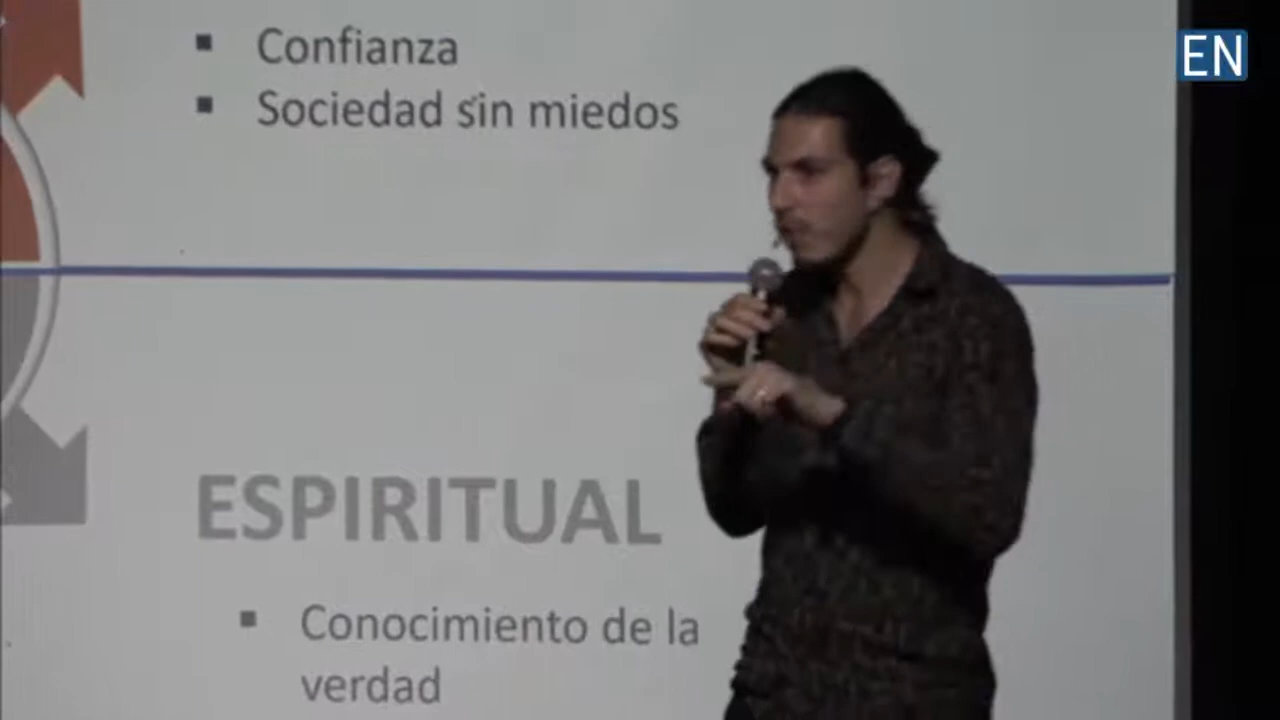 EN
Confianza
Sociedad sin miedos
ESPIRITUAL
Conocimiento de la
verdad